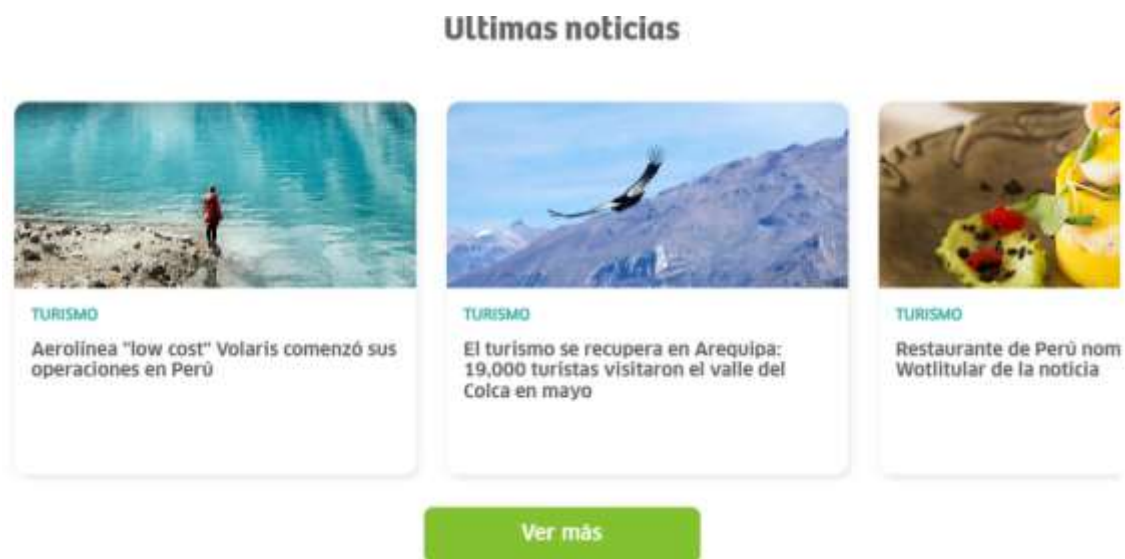 Ultimas noticias
TURISMO
Aerolínea "low cost" Volaris comenzó sus
operaciones en Perú
TURISMO
El turismo se recupera en Arequipa:
19,000 turistas visitaron el valle del
Colca en mayo
TURISMO
Restaurante de Perú nom
Wotlitular de la noticia
Ver más